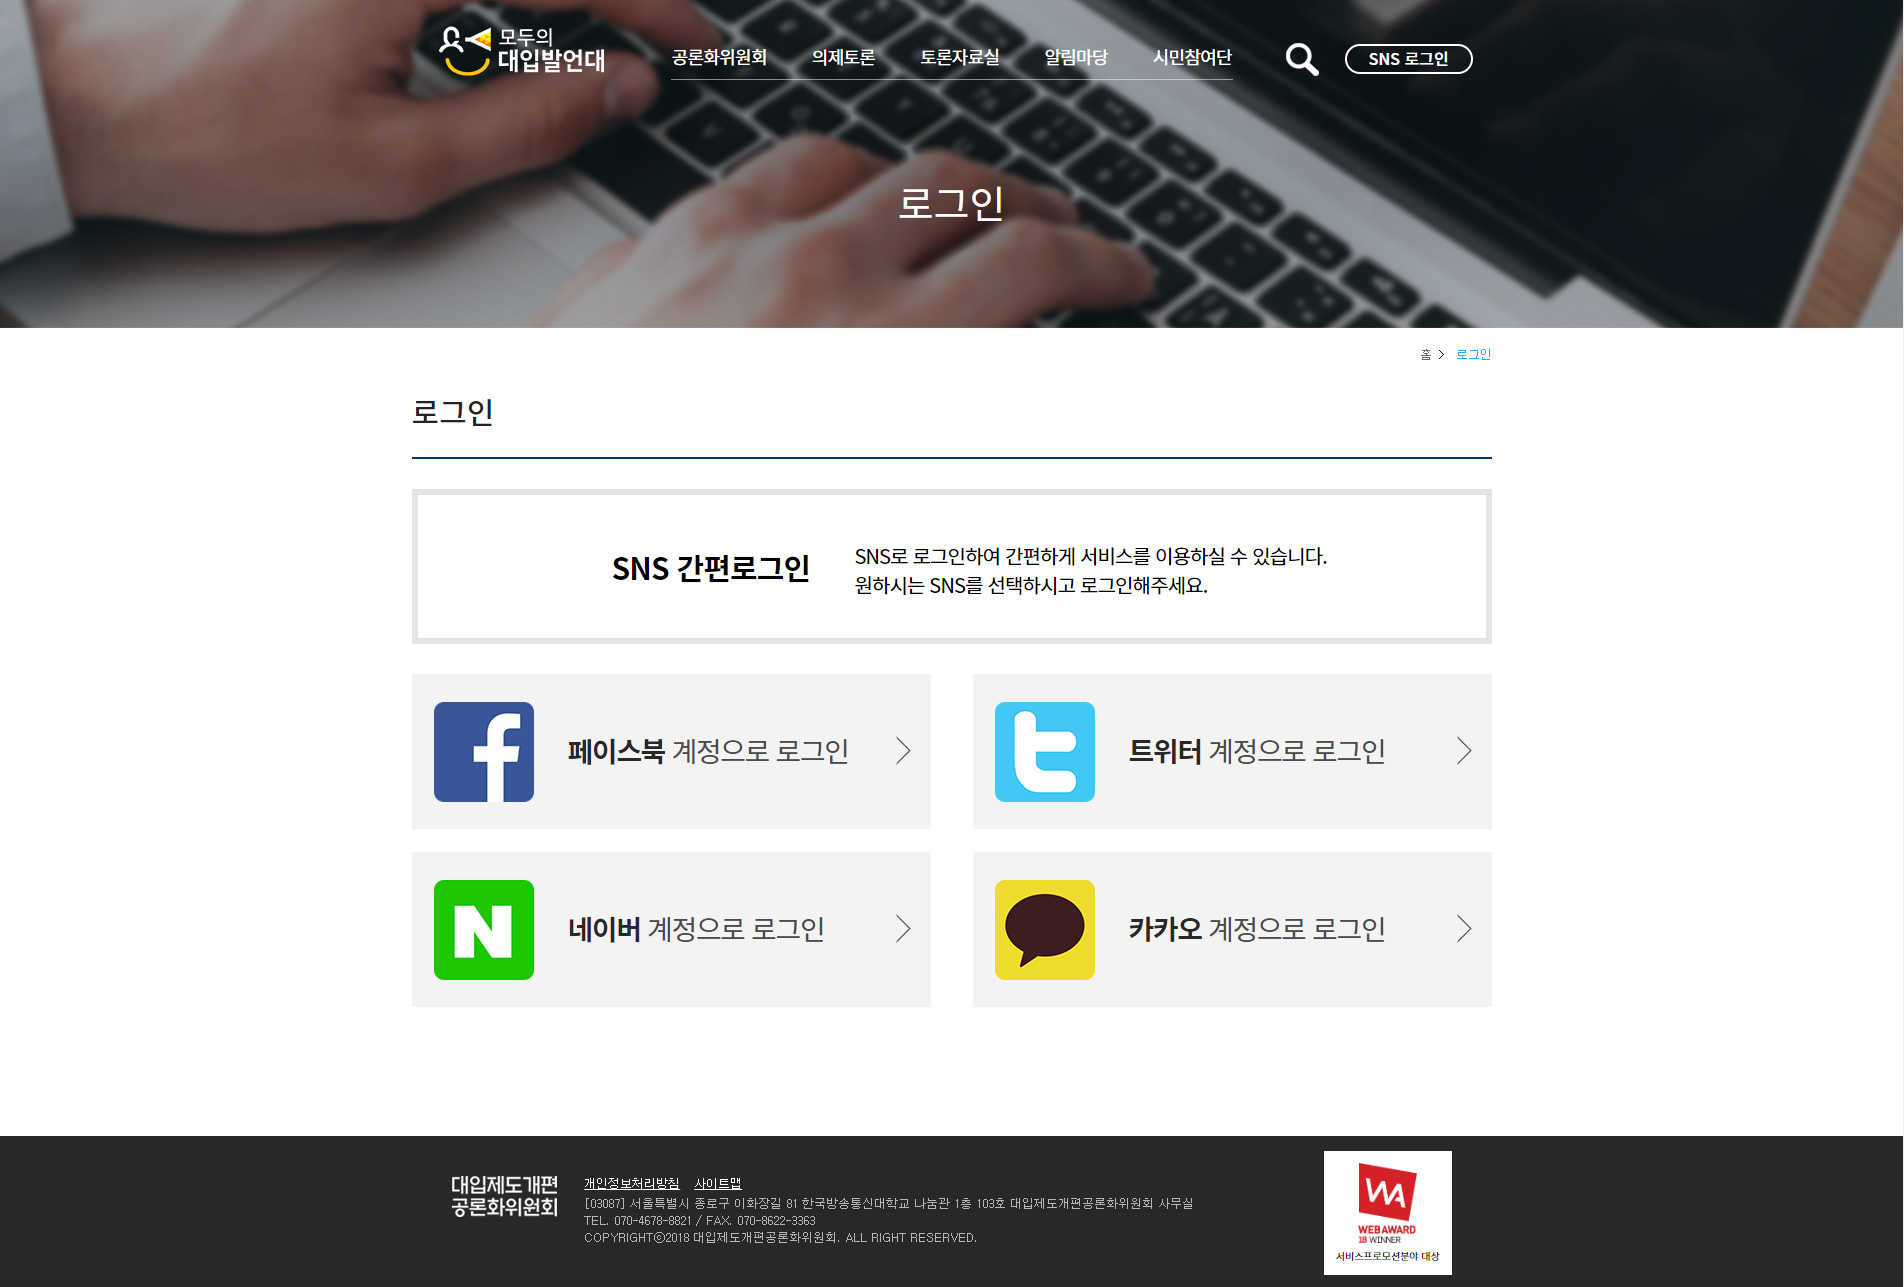 모두의
대입발언대
공론화위원회 의제토론 토론자료실 알림마당 시민참여단
SNS 로그인
로그인
홈 > 로그인
로그인
SNS 간편로그인
SNS로 로그인하여 간편하게 서비스를 이용하실 수 있습니다.
원하시는 SNS를 선택하시고 로그인해주세요.
페이스북 계정으로 로그인
트위터 계정으로 로그인
네이버 계정으로 로그인
카카오 계정으로 로그인
대입제도개편
공론화위원회
개인정보처리방침 사이트맵
[03087] 서울특별시 종로구 이화장길 81 한국방송통신대학교 나눔관 1층 103호 대입제도개편공론화위원회 사무실
TEL. 070-4678-8821 / FAX. 070-8622-3363
COPYRIGHTⓒ2018 대입제도개편공론화위원회. ALL RIGHT RESERVED.
WA
WEB AWARD
18 WINNER
서비스프로모션분야 대상